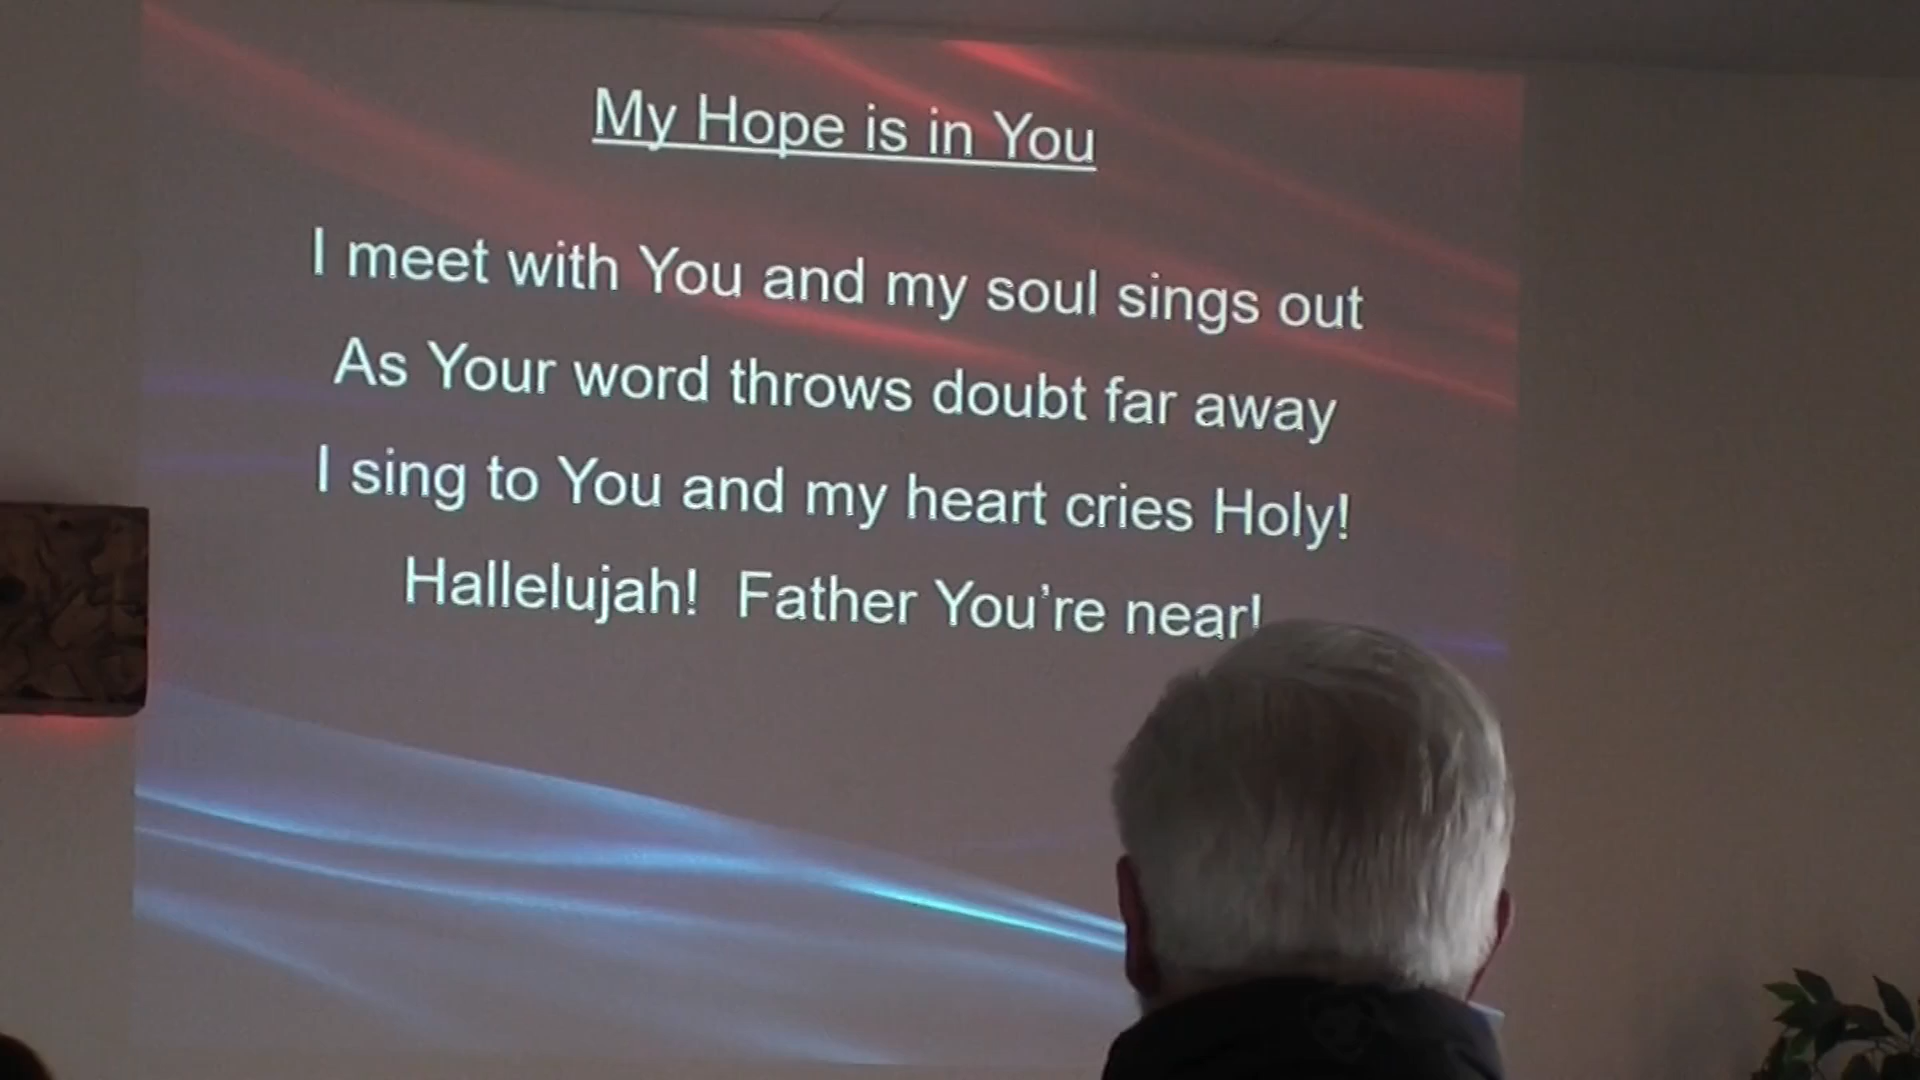 My Hope is in You
I meet with You and my soul sings out
As Your word throws doubt far away
I sing to You and my heart cries Holy!
Hallelujah!  Father You’re near!